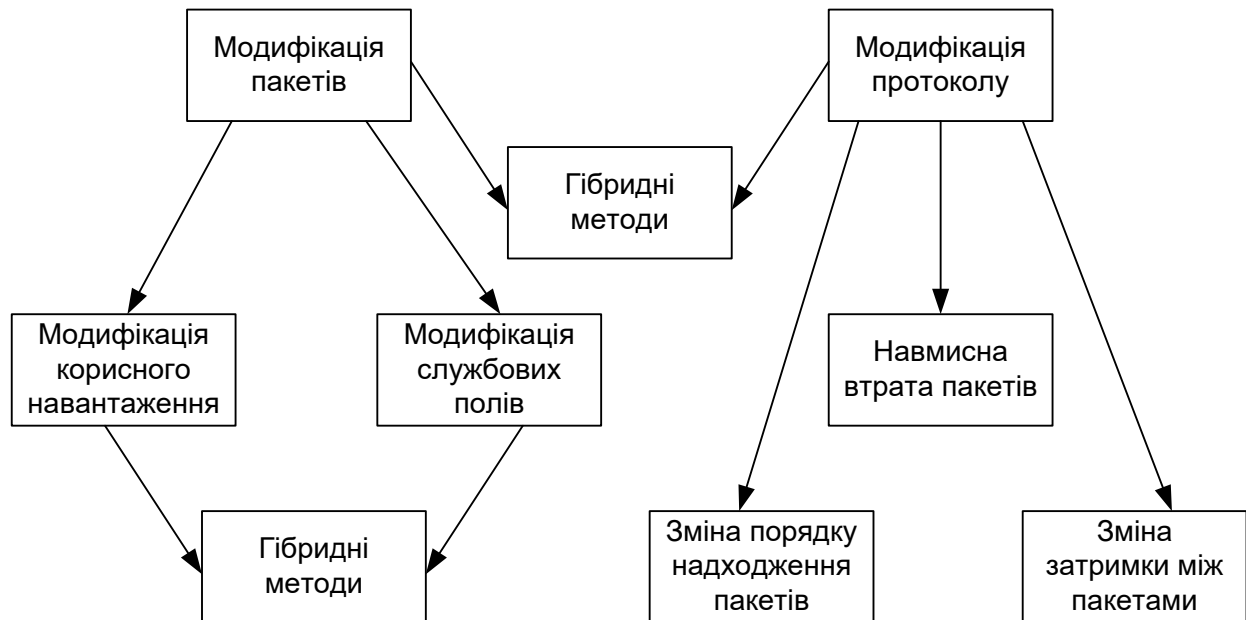 Модифікація
пакетів
Модифікація
протоколу
Гібридні
методи
Модифікація
корисного
навантаження
Модифікація
службових
полів
Навмисна
втрата пакетів
Гібридні
методи
Зміна порядку
надходження
пакетів
Зміна
затримки між
пакетами